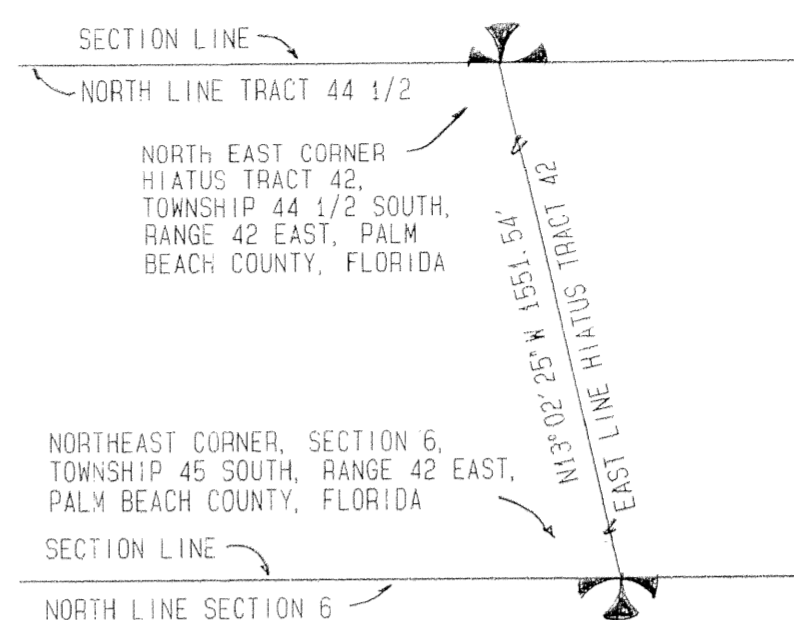 SECTION LINE
NORTH LINE TRACT 44 1/2
NORTH EAST CORNER
HIATUS TRACT 42,
TOWNSHIP 44 1/2 SOUTH,
RANGE 42 EAST, PALM
BEACH COUNTY, FLORIDA
N13° 02' 25" W 1551.54'
EAST LINE HIATUS TRACT 42
NORTHEAST CORNER, SECTION 6,
TOWNSHIP 45 SOUTH, RANGE 42 EAST,
PALM BEACH COUNTY, FLORIDA
SECTION LINE
NORTH LINE SECTION 6